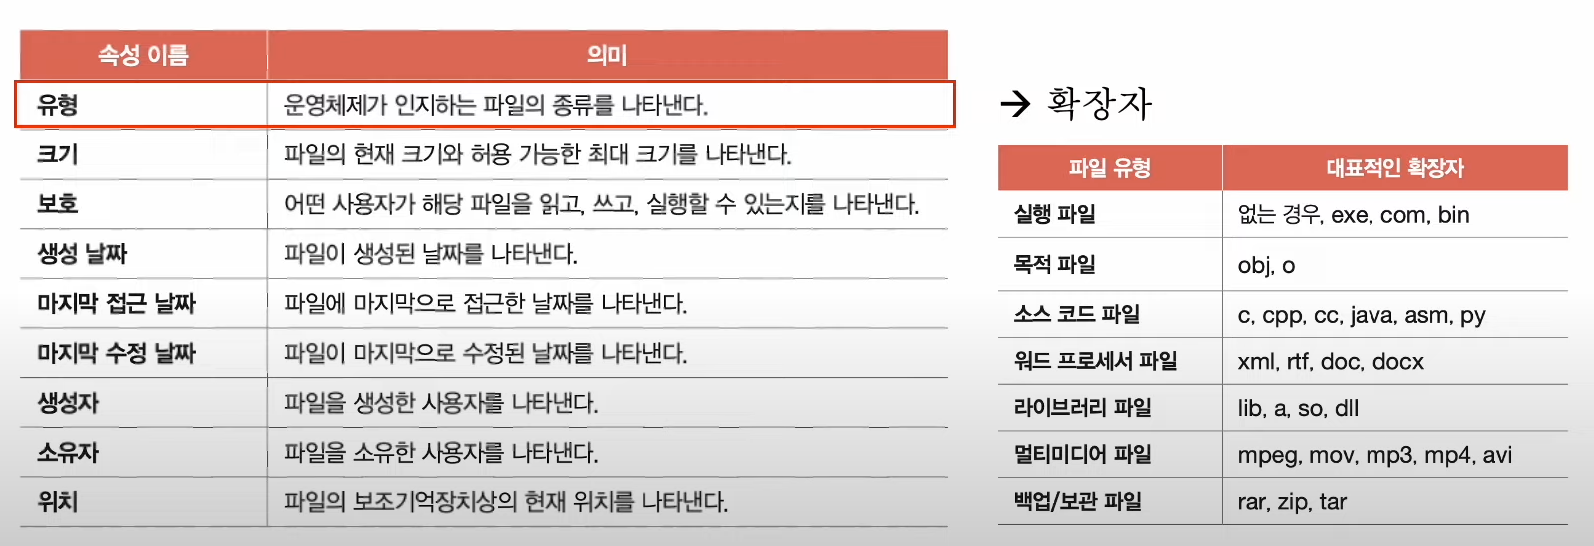 속성 이름 의미
유형 운영체제가 인지하는 파일의 종류를 나타낸다.
크기 파일의 현재 크기와 허용 가능한 최대 크기를 나타낸다.
보호 어떤 사용자가 해당 파일을 읽고, 쓰고, 실행할 수 있는지를 나타낸다.
생성 날짜 파일이 생성된 날짜를 나타낸다.
마지막 접근 날짜 파일에 마지막으로 접근한 날짜를 나타낸다.
마지막 수정 날짜 파일이 마지막으로 수정된 날짜를 나타낸다.
생성자 파일을 생성한 사용자를 나타낸다.
소유자 파일을 소유한 사용자를 나타낸다.
위치 파일의 보조기억장치상의 현재 위치를 나타낸다.
→ 확장자
파일 유형 대표적인 확장자
실행 파일 없는 경우, exe, com, bin
목적 파일 obj, o
소스 코드 파일 c, cpp, cc, java, asm, py
워드 프로세서 파일 xml, rtf, doc, docx
라이브러리 파일 lib, a, so, dll
멀티미디어 파일 mpeg, mov, mp3, mp4, avi
백업/보관 파일 rar, zip, tar